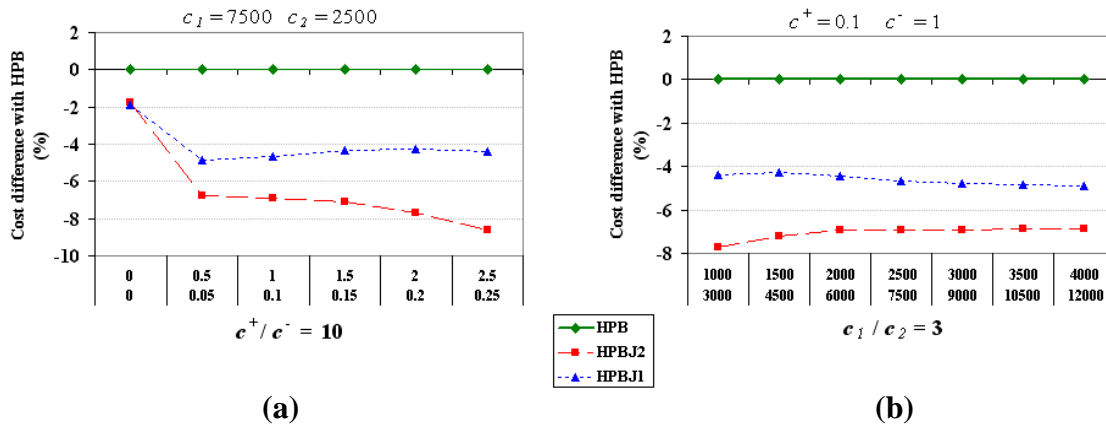 c₁ = 7500 c₂ = 2500
Cost difference with HPB
(%)
2
0
-2
-4
-6
-8
-10
0 0.5 1 1.5 2 2.5
0 0.05 0.1 0.15 0.2 0.25
c⁺/ c⁻ = 10
(a)
HPB
HPBJ2
HPBJ1
c⁺ = 0.1 c⁻ = 1
Cost difference with HPB
(%)
2
0
-2
-4
-6
-8
1000 1500 2000 2500 3000 3500 4000
3000 4500 6000 7500 9000 10500 12000
c₁ / c₂ = 3
(b)